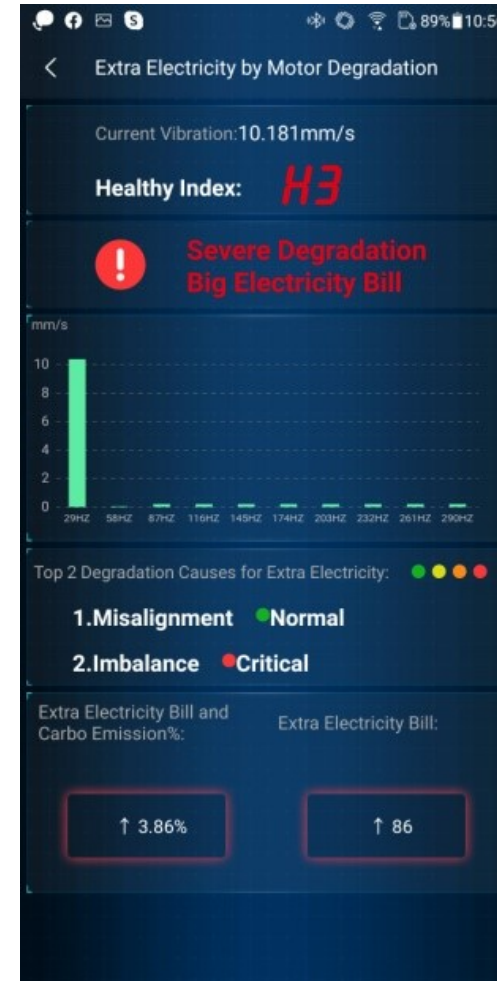 89% 10:5
Extra Electricity by Motor Degradation
Current Vibration:10.181mm/s
Healthy Index: H3
Severe Degradation
Big Electricity Bill
mm/s
10
8
6
4
2
0
29HZ 58HZ 87HZ 116HZ 145HZ 174HZ 203HZ 232HZ 261HZ 290HZ
Top 2 Degradation Causes for Extra Electricity:
1.Misalignment Normal
2.Imbalance Critical
Extra Electricity Bill and
Carbo Emission%:
Extra Electricity Bill:
↑ 3.86%
↑ 86